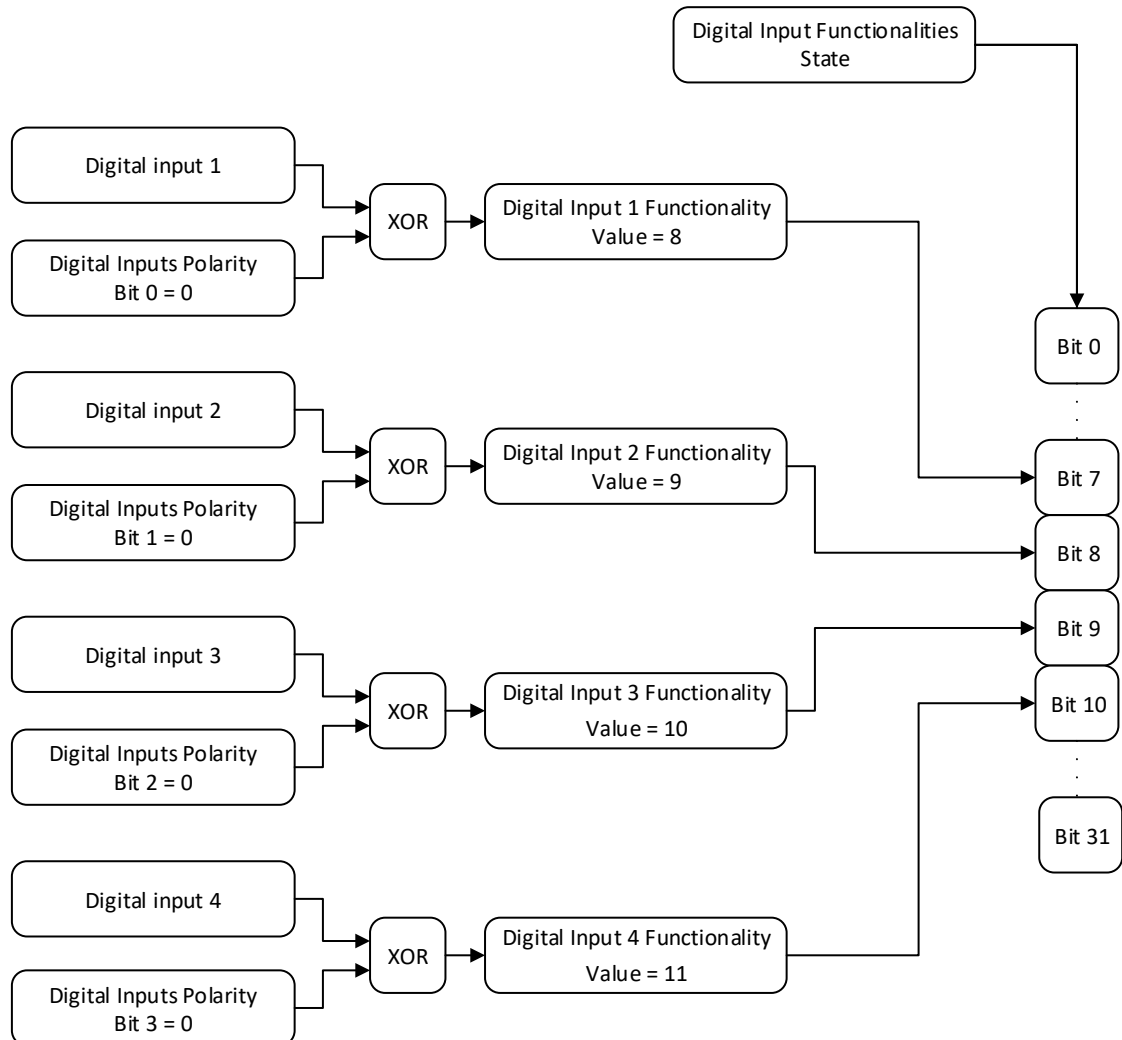 Digital Input Functionalities
State
Digital input 1
Digital Inputs Polarity
Bit 0 = 0
XOR
Digital Input 1 Functionality
Value = 8
Bit 0
Digital input 2
Digital Inputs Polarity
Bit 1 = 0
XOR
Digital Input 2 Functionality
Value = 9
Bit 7
Bit 8
Digital input 3
Digital Inputs Polarity
Bit 2 = 0
XOR
Digital Input 3 Functionality
Value = 10
Bit 9
Bit 10
Bit 31
Digital input 4
Digital Inputs Polarity
Bit 3 = 0
XOR
Digital Input 4 Functionality
Value = 11